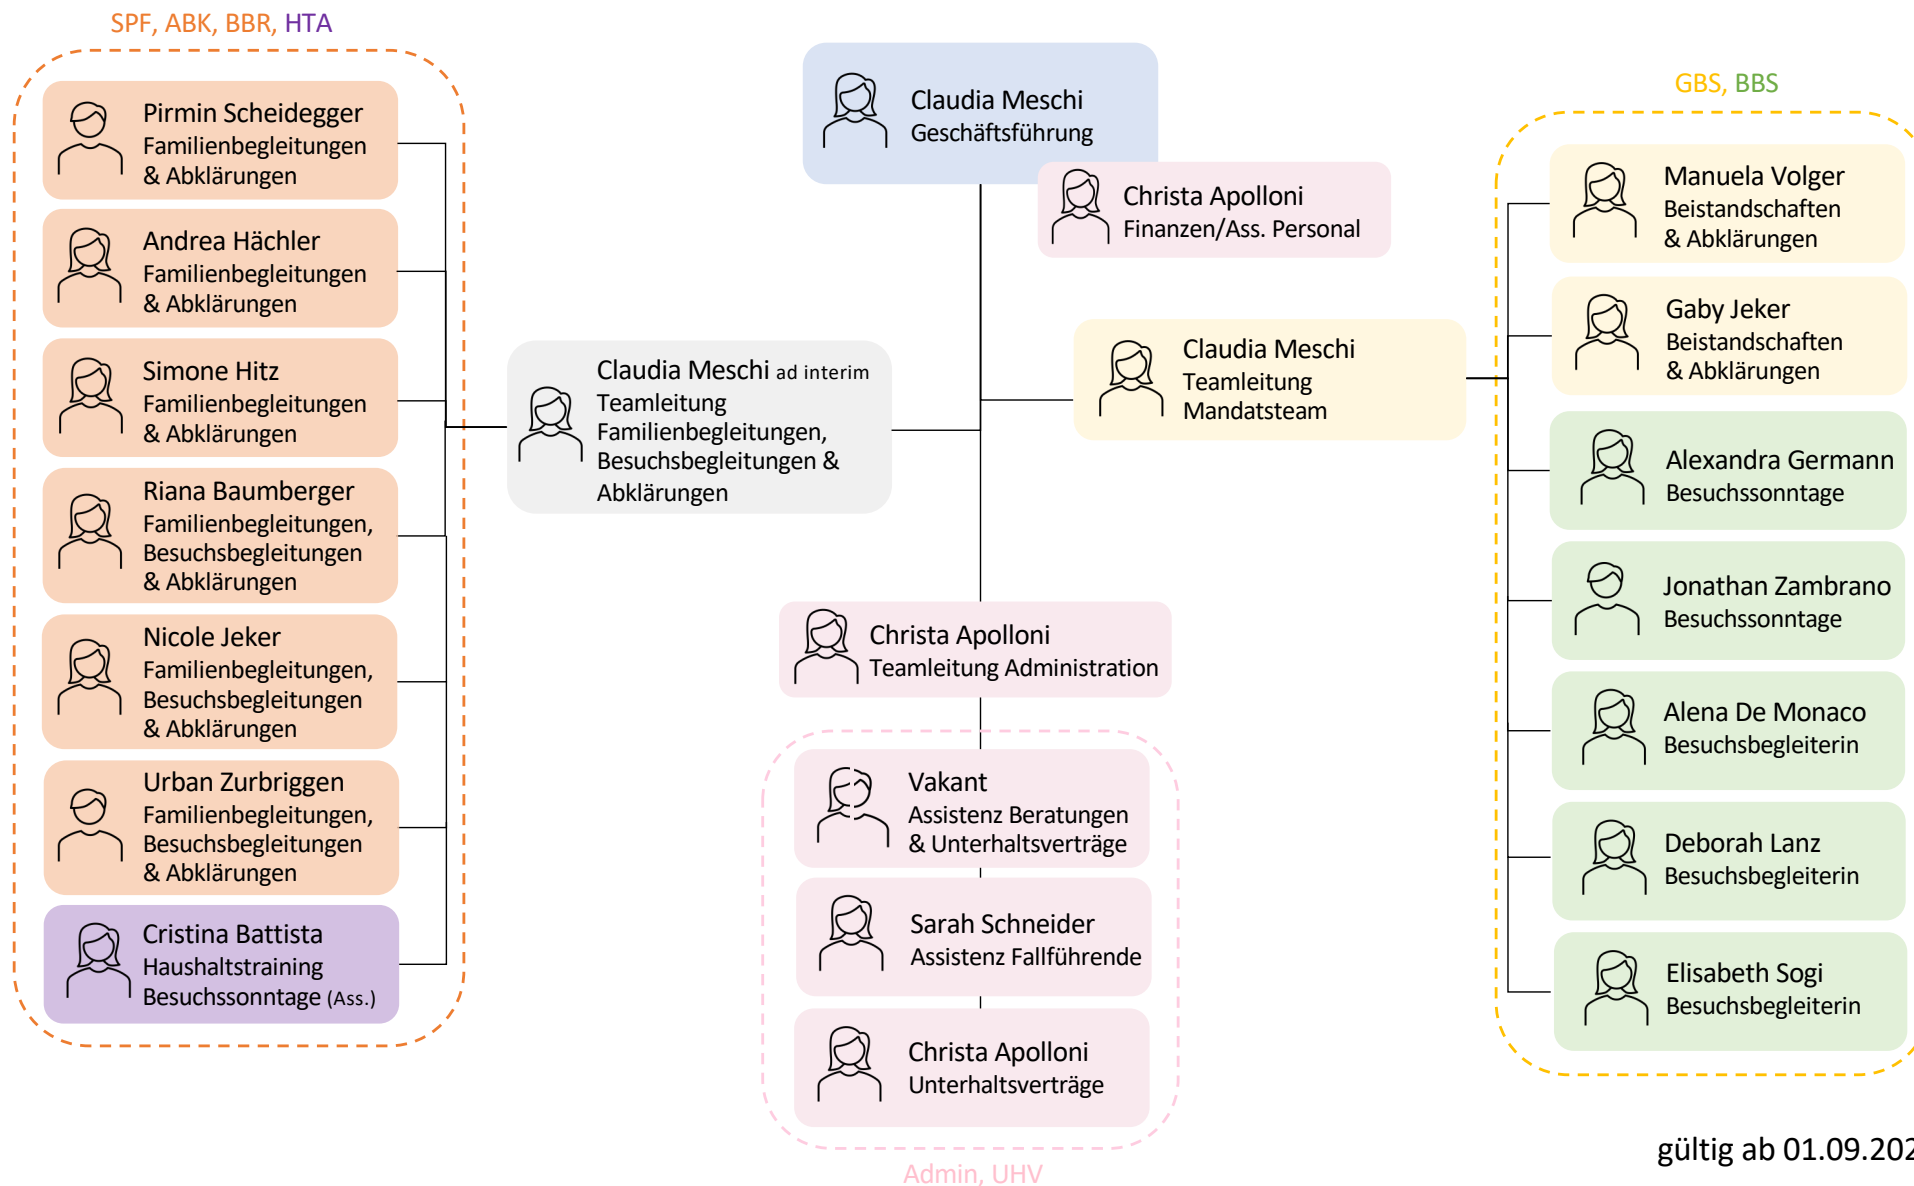 SPF, ABK, BBR, HTA
Pirmin Scheidegger
Familienbegleitungen
& Abklärungen
Andrea Hächler
Familienbegleitungen
& Abklärungen
Simone Hitz
Familienbegleitungen
& Abklärungen
Riana Baumberger
Familienbegleitungen,
Besuchsbegleitungen
& Abklärungen
Nicole Jeker
Familienbegleitungen,
Besuchsbegleitungen
& Abklärungen
Urban Zurbriggen
Familienbegleitungen,
Besuchsbegleitungen
& Abklärungen
Cristina Battista
Haushaltstraining
Besuchssonntage (Ass.)
Claudia Meschi
Geschäftsführung
Christa Apolloni
Finanzen/Ass. Personal
Claudia Meschi ad interim
Teamleitung
Familienbegleitungen,
Besuchsbegleitungen &
Abklärungen
Claudia Meschi
Teamleitung
Mandatsteam
Christa Apolloni
Teamleitung Administration
Vakant
Assistenz Beratungen
& Unterhaltsverträge
Sarah Schneider
Assistenz Fallführende
Christa Apolloni
Unterhaltsverträge
Admin, UHV
GBS, BBS
Manuela Volger
Beistandschaften
& Abklärungen
Gaby Jeker
Beistandschaften
& Abklärungen
Alexandra Germann
Besuchssonntage
Jonathan Zambrano
Besuchssonntage
Alena De Monaco
Besuchsbegleiterin
Deborah Lanz
Besuchsbegleiterin
Elisabeth Sogi
Besuchsbegleiterin
gültig ab 01.09.202